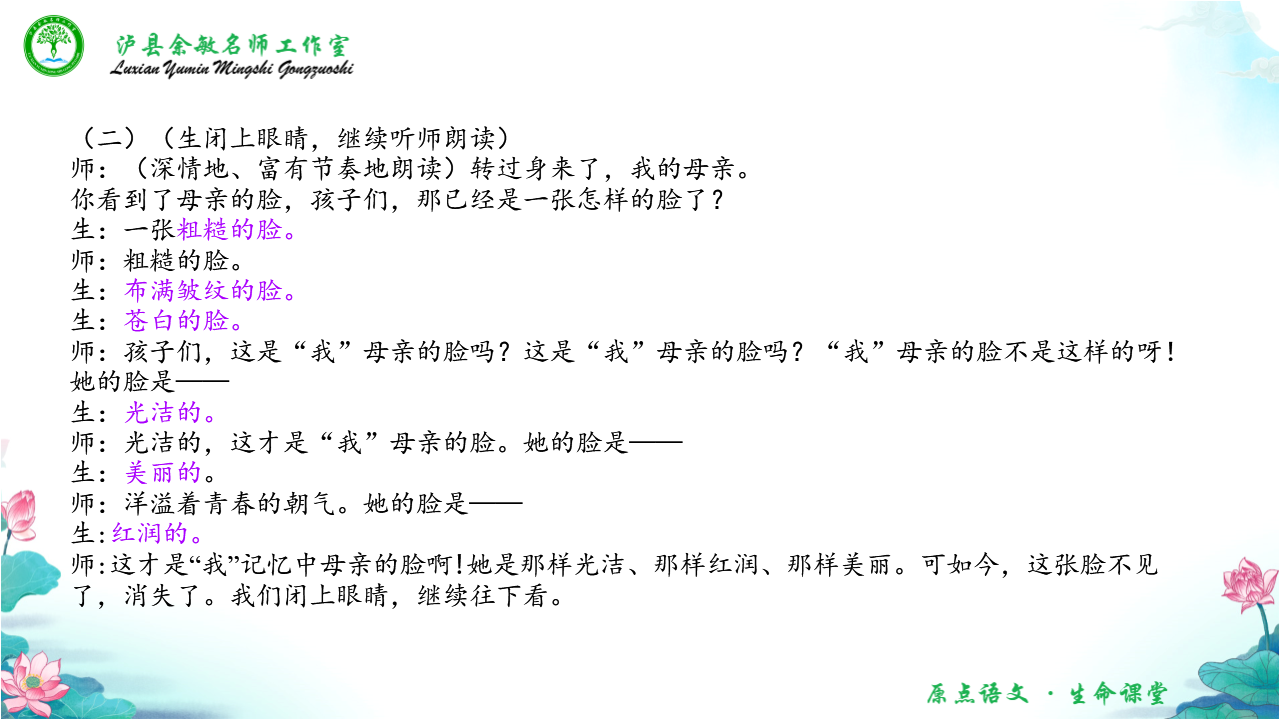 泸县余敏名师工作室
Luxian Yumin Mingshi Gongzuoshi
（二）（生闭上眼睛，继续听师朗读）
师：（深情地、富有节奏地朗读）转过身来了，我的母亲。
你看到了母亲的脸，孩子们，那已经是一张怎样的脸了？
生：一张粗糙的脸。
师：粗糙的脸。
生：布满皱纹的脸。
生：苍白的脸。
师：孩子们，这是“我”母亲的脸吗？这是“我”母亲的脸吗？“我”母亲的脸不是这样的呀！
她的脸是——
生：光洁的。
师：光洁的，这才是“我”母亲的脸。她的脸是——
生：美丽的。
师：洋溢着青春的朝气。她的脸是——
生:红润的。
师:这才是“我”记忆中母亲的脸啊!她是那样光洁、那样红润、那样美丽。可如今，这张脸不见
了，消失了。我们闭上眼睛，继续往下看。
原点语文 · 生命课堂